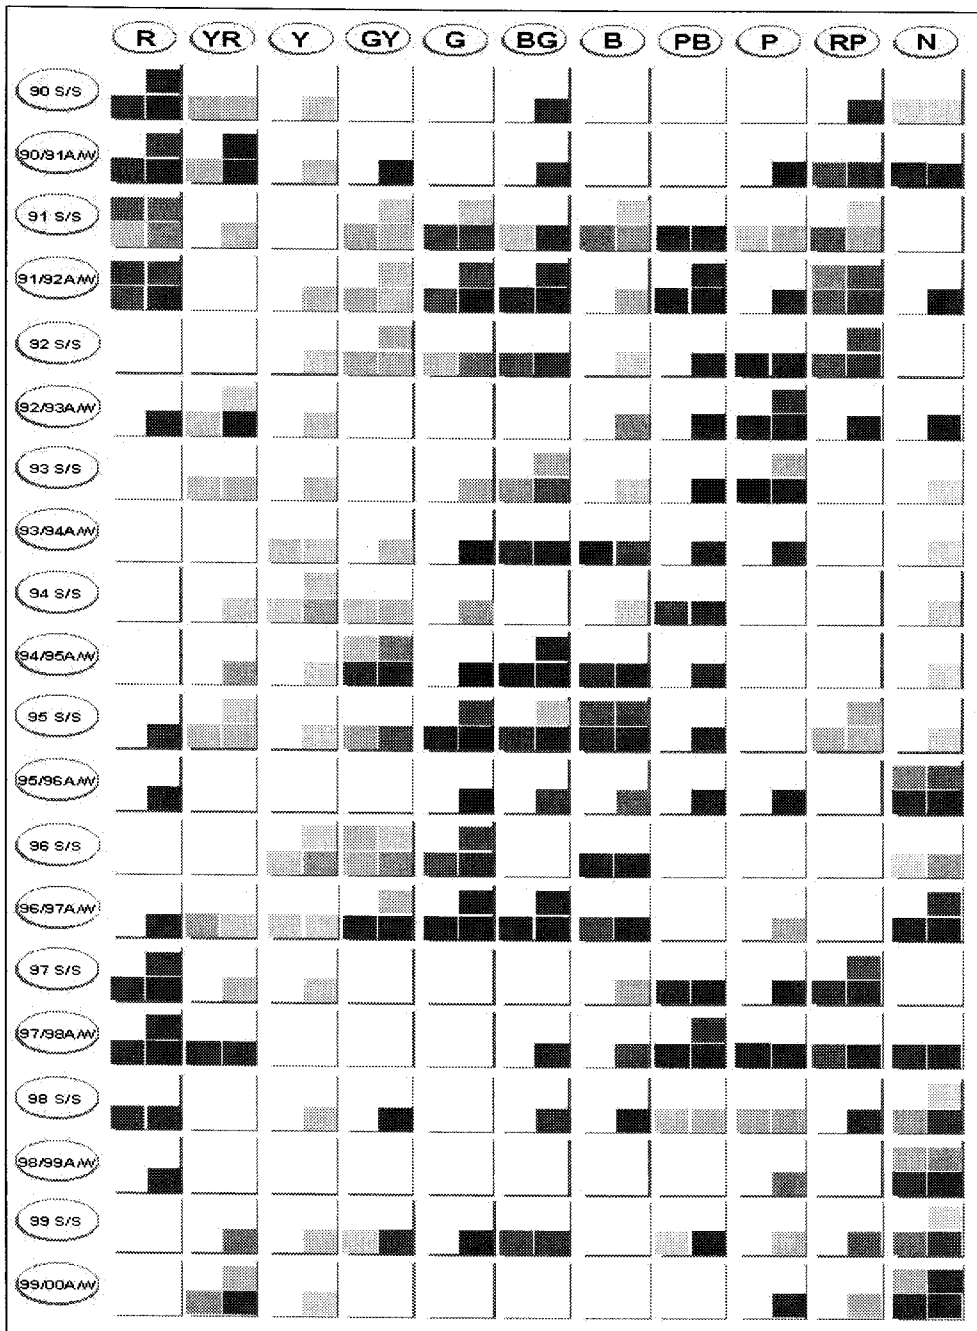 R YR Y GY G BG B PB P RP N
90 S/S
90/91A/W
91 S/S
91/92A/W
92 S/S
92/93A/W
93 S/S
93/94A/W
94 S/S
94/95A/W
95 S/S
95/96A/W
96 S/S
96/97A/W
97 S/S
97/98A/W
98 S/S
98/99A/W
99 S/S
99/00A/W